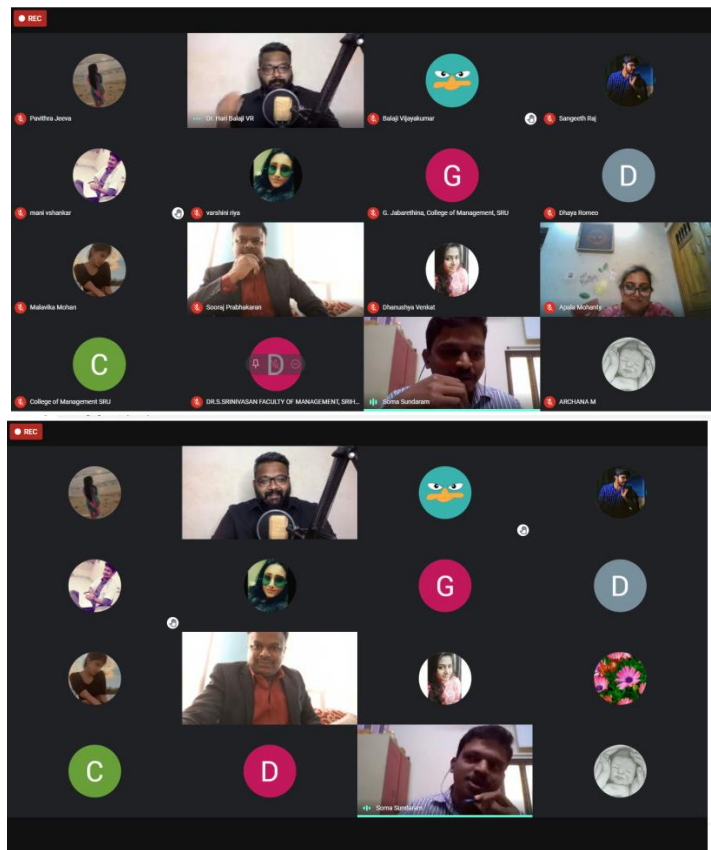 REC
Pavithra Jeeva
Dr. Hari Balaji VR
Balaji Vijayakumar
Sangeeth Raj
mani vshankar
varshini riya
G
G. Jabarethina, College of Management, SRU
D
Dhaya Romeo
Malavika Mohan
Sooraj Prabhakaran
Dhanushya Venkat
Apala Mohanty
C
College of Management SRU
D
DR.S.SRINIVASAN FACULTY OF MANAGEMENT, SRIH...
Soma Sundaram
ARCHANA M
REC
G
D
C
D
Soma Sundaram